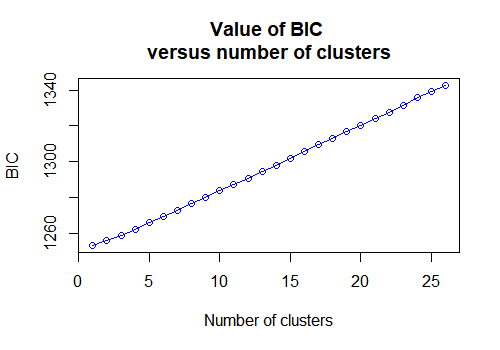 Value of BIC
versus number of clusters
BIC
1340
1300
1260
0 5 10 15 20 25
Number of clusters